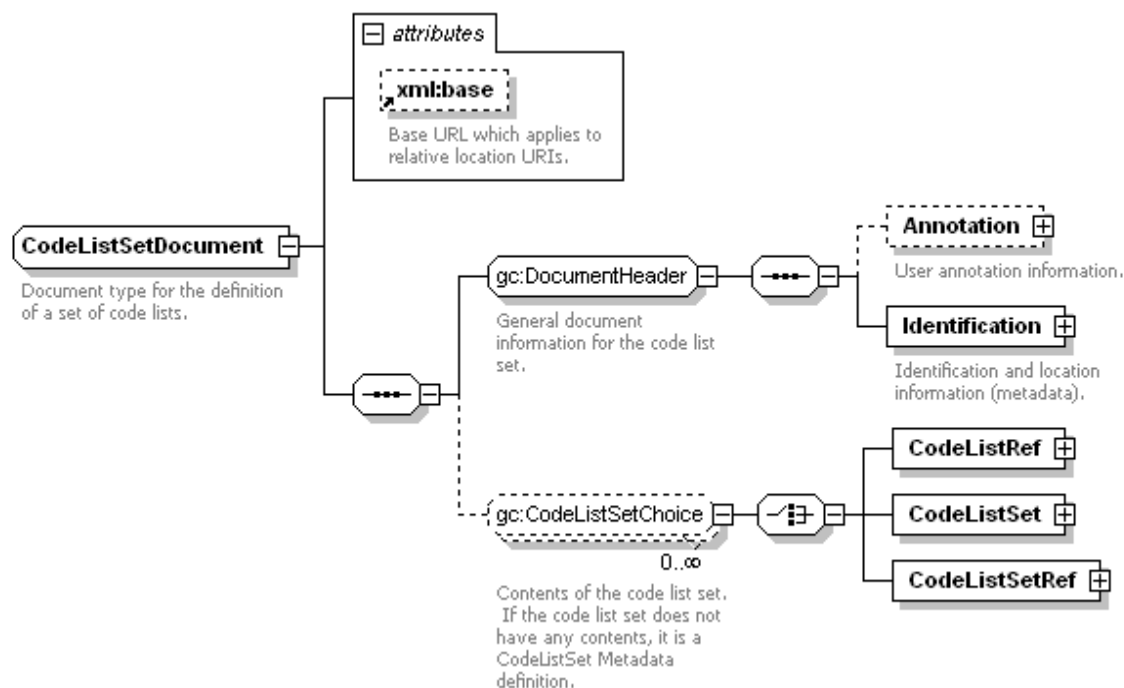 attributes
xml:base
Base URL which applies to
relative location URIs.
CodeListSetDocument
Document type for the definition
of a set of code lists.
gc:DocumentHeader
General document
information for the code list
set.
Annotation
User annotation information.
Identification
Identification and location
information (metadata).
gc:CodeListSetChoice
0..∞
Contents of the code list set.
If the code list set does not
have any contents, it is a
CodeListSet Metadata
definition.
CodeListRef
CodeListSet
CodeListSetRef